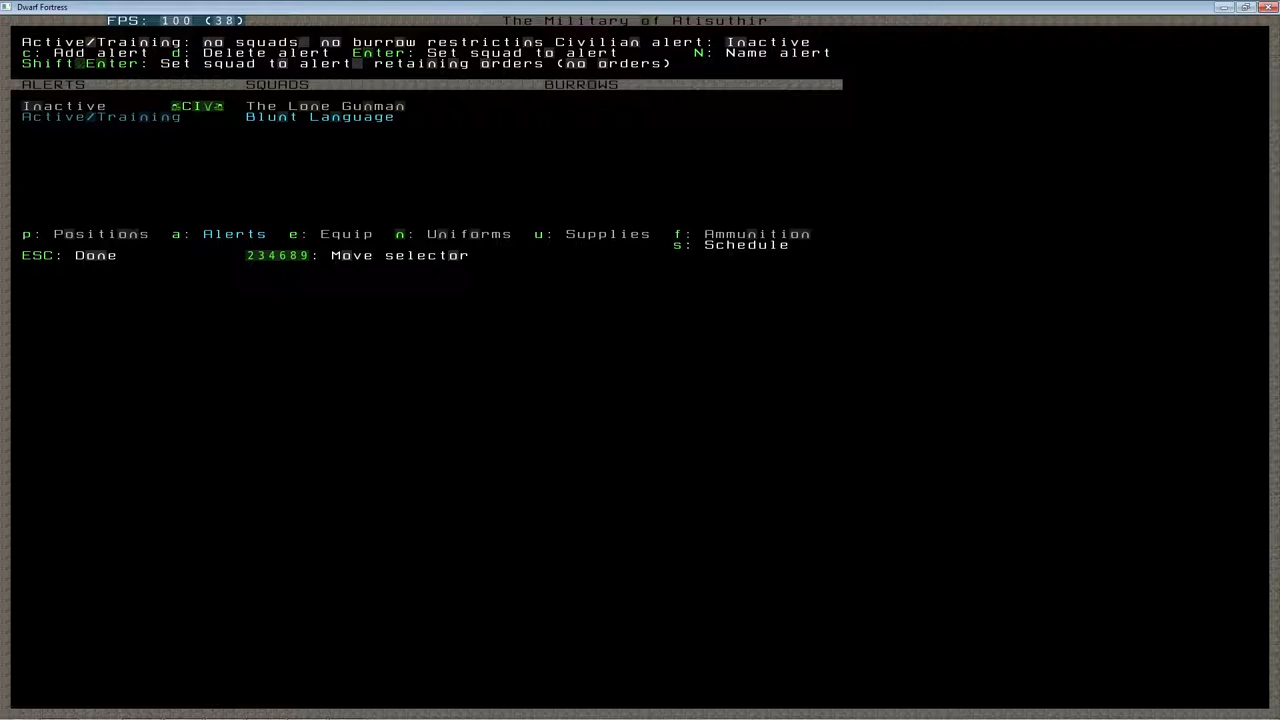 Dwarf Fortress
FPS: 100 (38) The Military of Atisuthir
Active/Training: no squads  no burrow restrictins Civilian alert: Inactive
c: Add alert d: Delete alert Enter: Set squad to alert N: Name alert
Shift Enter: Set squad to alert  retaining orders (no orders)
ALERTS SQUADS BURROWS
Inactive CIV The Lone Gunman
Active/Training Blunt Language
p: Positions a: Alerts e: Equip n: Uniforms u: Supplies f: Ammunition
s: Schedule
ESC: Done 234689: Move selector